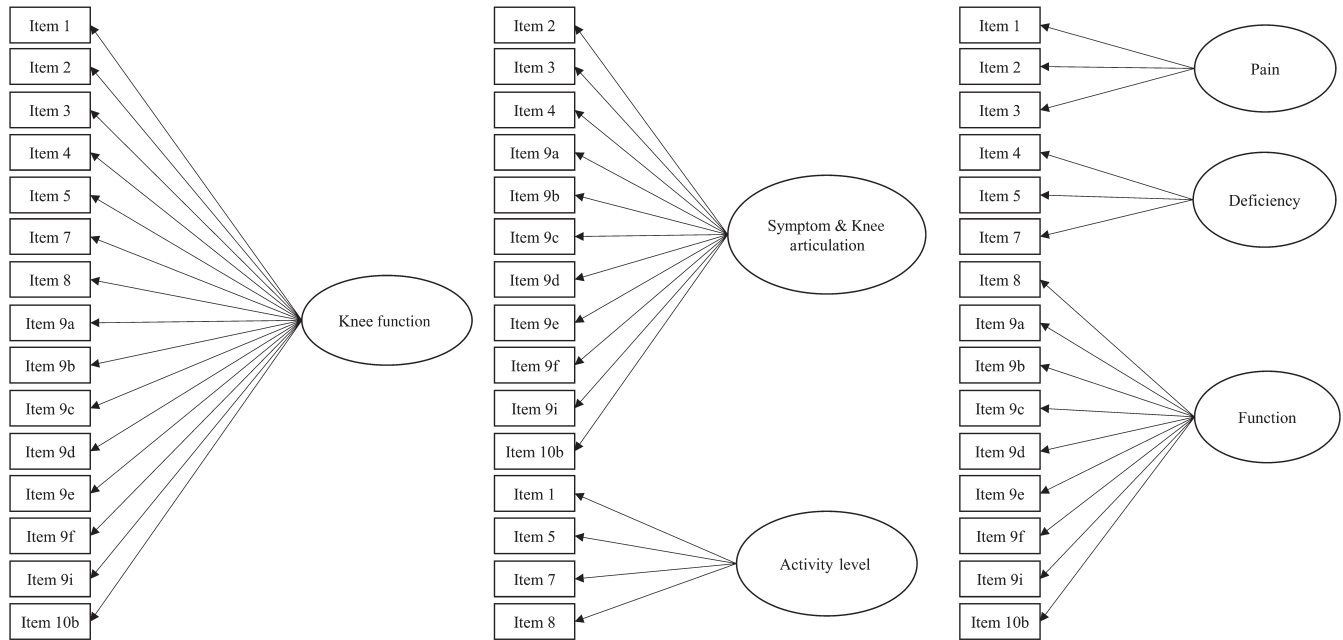 Item 1
Item 2
Item 3
Item 4
Item 5
Item 7
Item 8
Item 9a
Item 9b
Item 9c
Item 9d
Item 9e
Item 9f
Item 9i
Item 10b
Knee function
Item 2
Item 3
Item 4
Item 9a
Item 9b
Item 9c
Item 9d
Item 9e
Item 9f
Item 9i
Item 10b
Item 1
Item 5
Item 7
Item 8
Symptom & Knee
articulation
Activity level
Item 1
Item 2
Item 3
Item 4
Item 5
Item 7
Item 8
Item 9a
Item 9b
Item 9c
Item 9d
Item 9e
Item 9f
Item 9i
Item 10b
Pain
Deficiency
Function